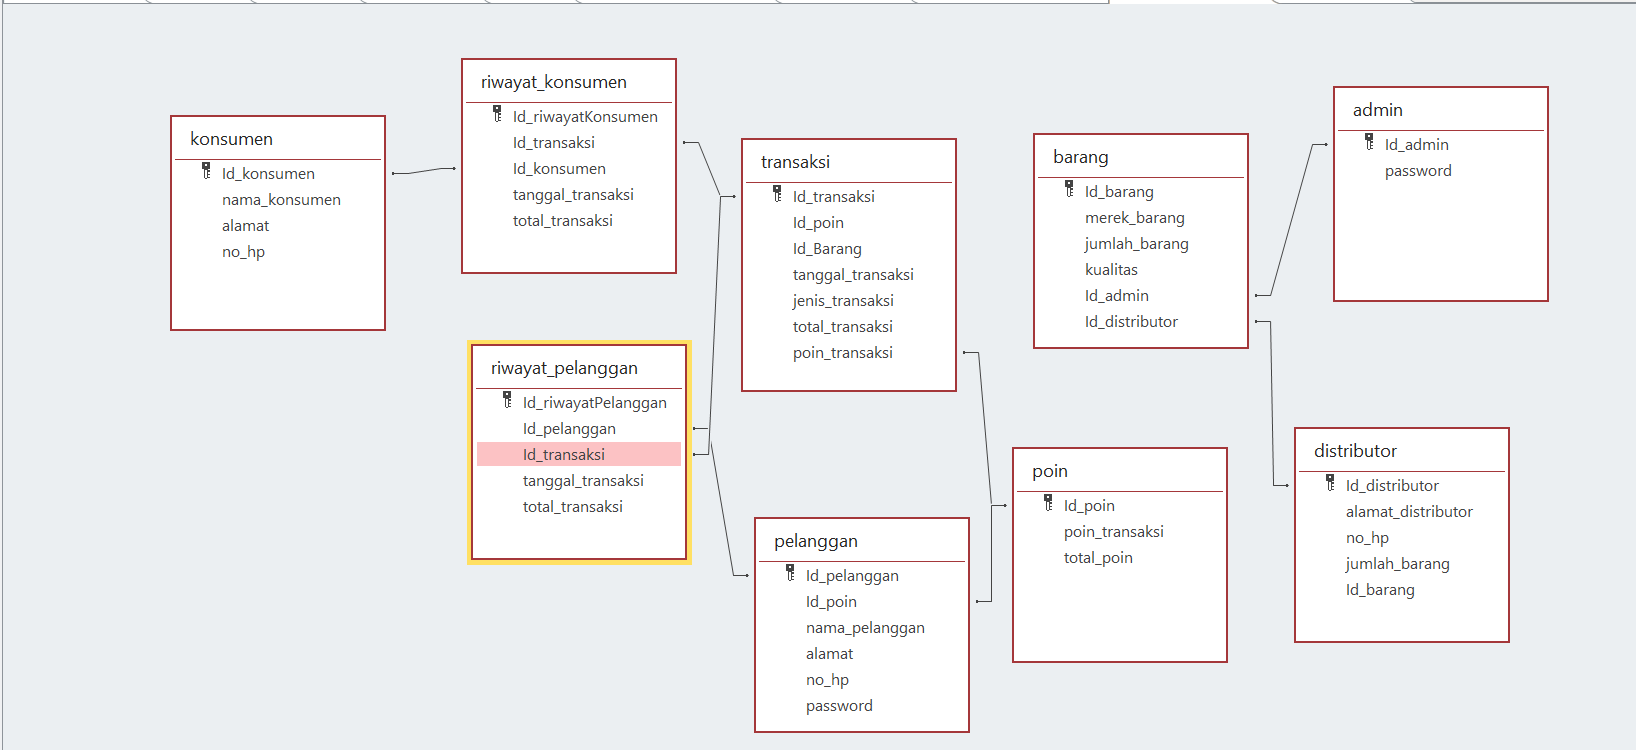 konsumen
Id_konsumen
nama_konsumen
alamat
no_hp
riwayat_konsumen
Id_riwayatKonsumen
Id_transaksi
Id_konsumen
tanggal_transaksi
total_transaksi
riwayat_pelanggan
Id_riwayatPelanggan
Id_pelanggan
Id_transaksi
tanggal_transaksi
total_transaksi
transaksi
Id_transaksi
Id_poin
Id_Barang
tanggal_transaksi
jenis_transaksi
total_transaksi
poin_transaksi
pelanggan
Id_pelanggan
Id_poin
nama_pelanggan
alamat
no_hp
password
barang
Id_barang
merek_barang
jumlah_barang
kualitas
Id_admin
Id_distributor
poin
Id_poin
poin_transaksi
total_poin
admin
Id_admin
password
distributor
Id_distributor
alamat_distributor
no_hp
jumlah_barang
Id_barang